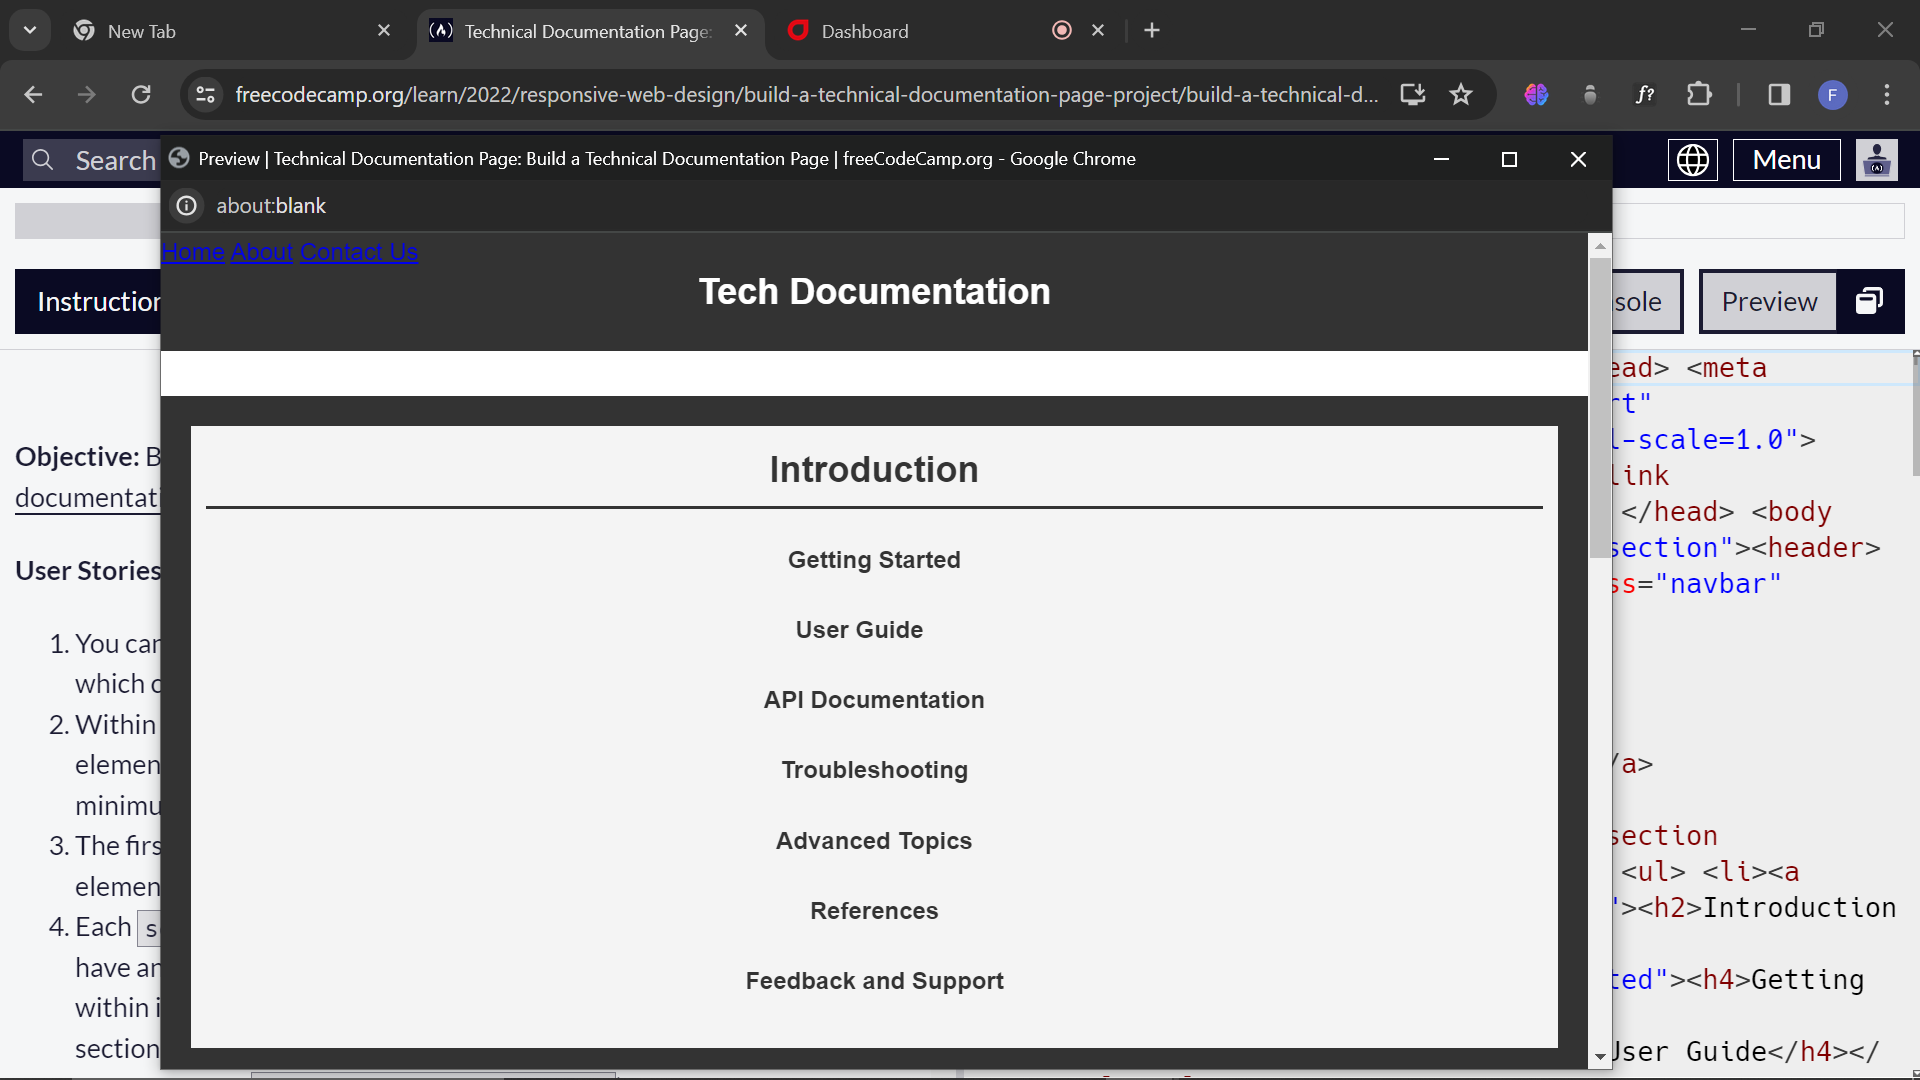 New Tab
Technical Documentation Page:
Dashboard
freecodecamp.org/learn/2022/responsive-web-design/build-a-technical-documentation-page-project/build-a-technical-d...
f?
F
Search
Preview | Technical Documentation Page: Build a Technical Documentation Page | freeCodeCamp.org - Google Chrome
Menu
about:blank
Home About Contact Us
Tech Documentation
Instruction
sole
Preview
Introduction
Getting Started
User Guide
API Documentation
Troubleshooting
Advanced Topics
References
Feedback and Support
Objective: B
documentati
User Stories
1. You can
which c
2. Within
elemen
minimu
3. The firs
elemen
4. Each s
have an
within i
section
ead> <meta
rt"
l-scale=1.0">
link
</head> <body
section"><header>
ss="navbar"
/a>
section
<ul> <li><a
"><h2>Introduction
ted"><h4>Getting
User Guide</h4></